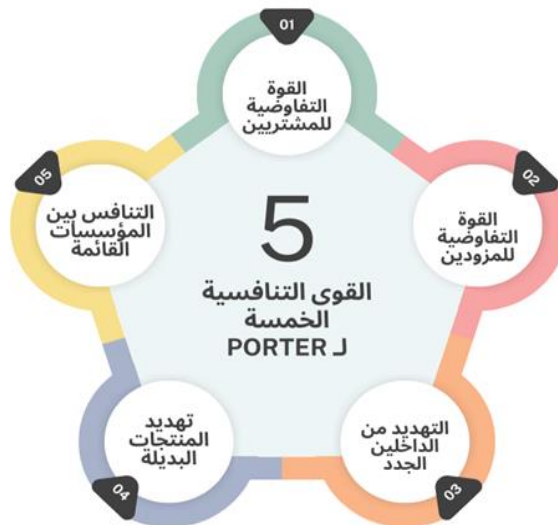 01
القوة
التفاوضية
للمشتريين
02
القوة
التفاوضية
للمزودين
03
التهديد من
الداخلين
الجدد
04
تهديد
المنتجات
البديلة
05
التنافس بين
المؤسسات
القائمة
5
القوى التنافسية
الخمسة
لـ PORTER